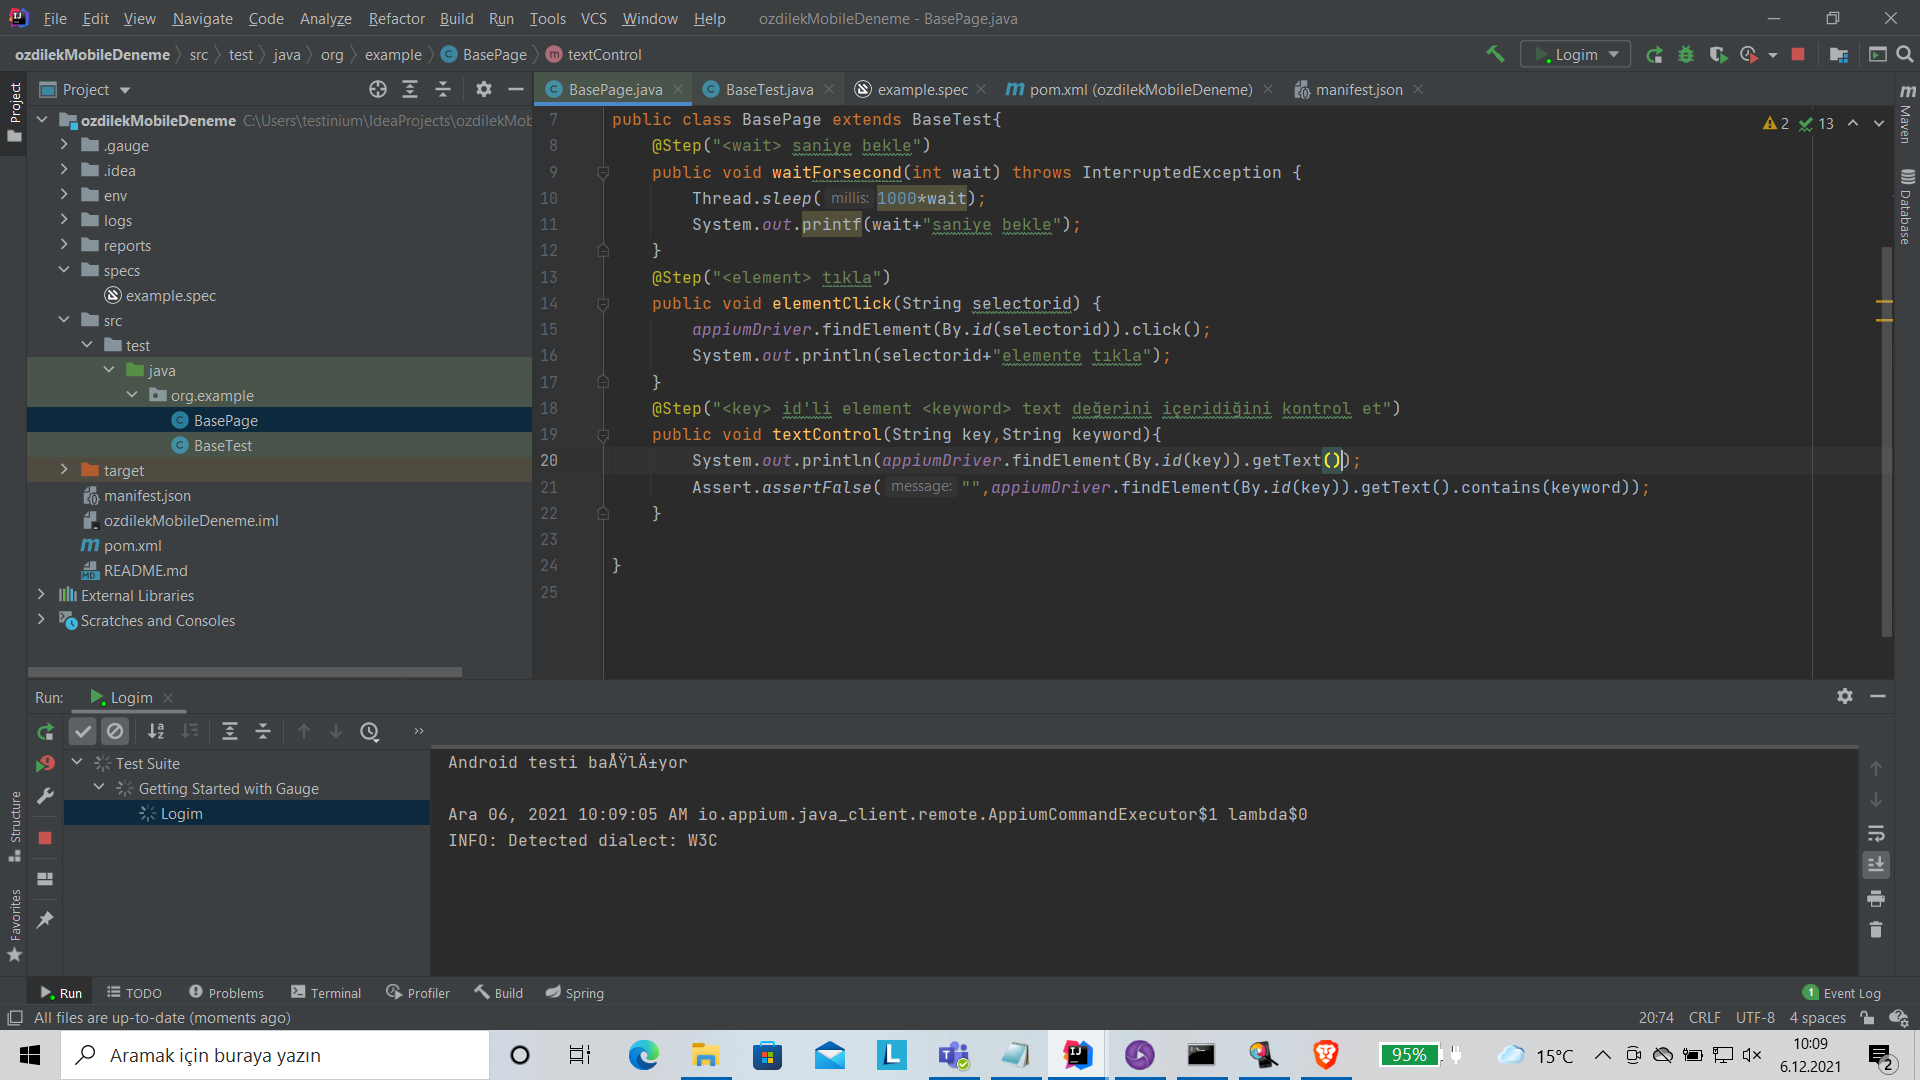 File Edit View Navigate Code Analyze Refactor Build Run Tools VCS Window Help ozdilekMobileDeneme - BasePage.java
ozdilekMobileDeneme src test java org example BasePage textControl Logim
Project BasePage.java BaseTest.java example.spec pom.xml (ozdilekMobileDeneme) manifest.json
ozdilekMobileDeneme C:\Users\testinium\IdeaProjects\ozdilekMob
.gauge
.idea
env
logs
reports
specs
example.spec
src
test
java
org.example
BasePage
BaseTest
target
manifest.json
ozdilekMobileDeneme.iml
pom.xml
README.md
External Libraries
Scratches and Consoles
2 13
7 public class BasePage extends BaseTest{
8 @Step("<wait> saniye bekle")
9 public void waitForsecond(int wait) throws InterruptedException {
10 Thread.sleep( millis: 1000*wait);
11 System.out.printf(wait+"saniye bekle");
12 }
13 @Step("<element> tıkla")
14 public void elementClick(String selectorid) {
15 appiumDriver.findElement(By.id(selectorid)).click();
16 System.out.println(selectorid+"elemente tıkla");
17 }
18 @Step("<key> id'li element <keyword> text değerini içeridiğini kontrol et")
19 public void textControl(String key,String keyword){
20 System.out.println(appiumDriver.findElement(By.id(key)).getText());
21 Assert.assertFalse( message: "",appiumDriver.findElement(By.id(key)).getText().contains(keyword));
22 }
23
24 }
25
Project
Structure
Favorites
Maven
Database
Run: Logim
Test Suite
Getting Started with Gauge
Logim
Android testi baÅŸlÄ±yor
Ara 06, 2021 10:09:05 AM io.appium.java_client.remote.AppiumCommandExecutor$1 lambda$0
INFO: Detected dialect: W3C
Run TODO Problems Terminal Profiler Build Spring 1 Event Log
All files are up-to-date (moments ago) 20:74 CRLF UTF-8 4 spaces
Aramak için buraya yazın 95% 15°C 10:09
6.12.2021 2